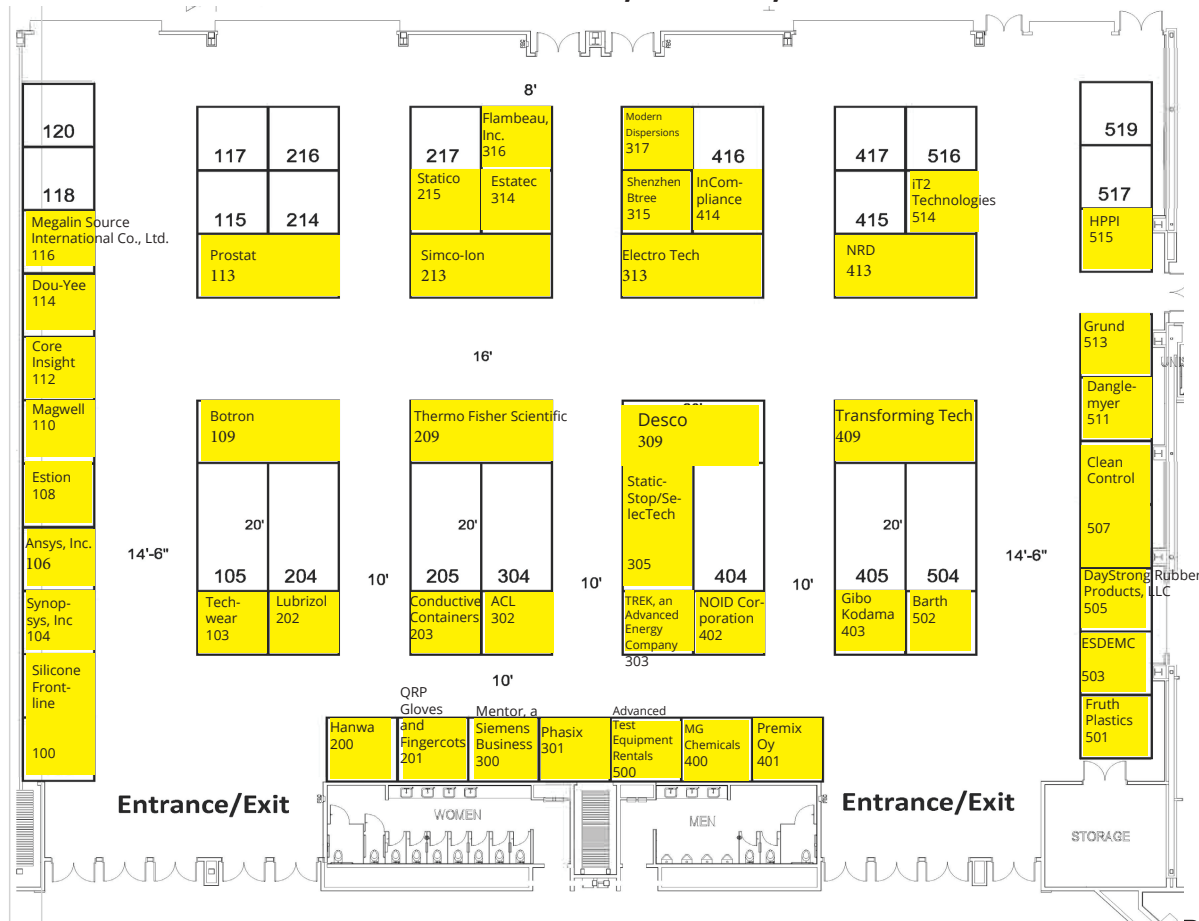 8'
120
118
Megalin Source
International Co., Ltd.
116
Dou-Yee
114
Core
Insight
112
Magwell
110
Estion
108
Ansys, Inc.
106
Synop-
sys, Inc
104
Silicone
Front-
line
100
117
216
115
214
Prostat
113
217
Flambeau,
Inc.
316
Statico
215
Estatec
314
Simco-Ion
213
Modern
Dispersions
317
416
Shenzhen
Btree
315
InCom-
pliance
414
Electro Tech
313
417
516
415
iT2
Technologies
514
NRD
413
519
517
HPPI
515
16'
Botron
109
20'
105
204
Tech-
wear
103
Lubrizol
202
Thermo Fisher Scientific
209
20'
205
304
Conductive
Containers
203
ACL
302
Desco
309
Static-
Stop/Se-
lecTech
305
404
TREK, an
Advanced
Energy
Company
303
NOID Cor-
poration
402
Transforming Tech
409
20'
405
504
Gibo
Kodama
403
Barth
502
Grund
513
Dangle-
myer
511
Clean
Control
507
DayStrong Rubber
Products, LLC
505
ESDEMC
503
Fruth
Plastics
501
14'-6"
10'
10'
10'
14'-6"
10'
Hanwa
200
QRP
Gloves
and
Fingercots
201
Mentor, a
Siemens
Business
300
Phasix
301
Advanced
Test
Equipment
Rentals
500
MG
Chemicals
400
Premix
Oy
401
Entrance/Exit
WOMEN
MEN
Entrance/Exit
STORAGE